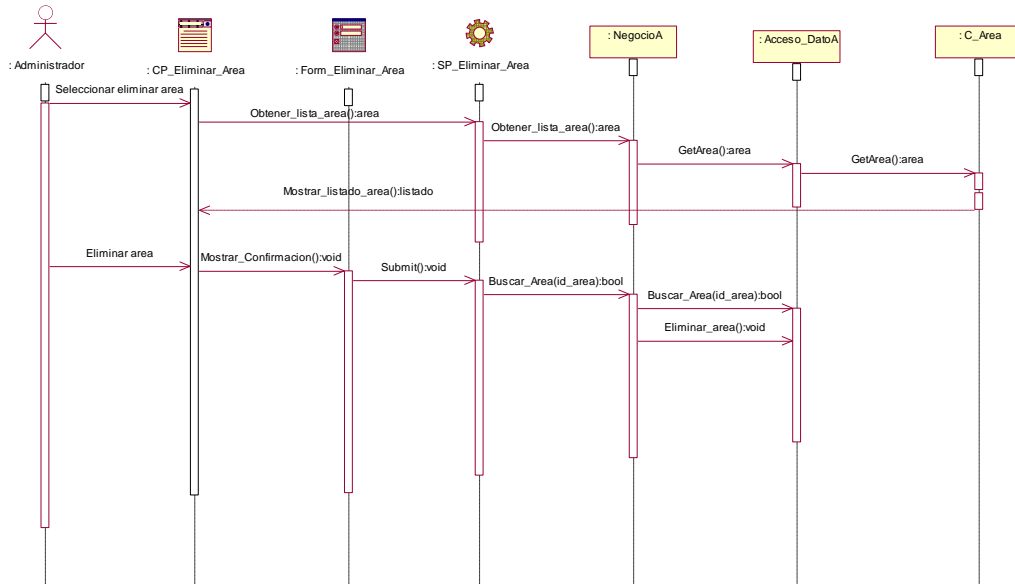 : Administrador
: CP_Eliminar_Area
: Form_Eliminar_Area
: SP_Eliminar_Area
: NegocioA
: Acceso_DatoA
: C_Area
Seleccionar eliminar area
Obtener_lista_area():area
Obtener_lista_area():area
GetArea():area
GetArea():area
Mostrar_listado_area():listado
Eliminar area
Mostrar_Confirmacion():void
Submit():void
Buscar_Area(id_area):bool
Buscar_Area(id_area):bool
Eliminar_area():void